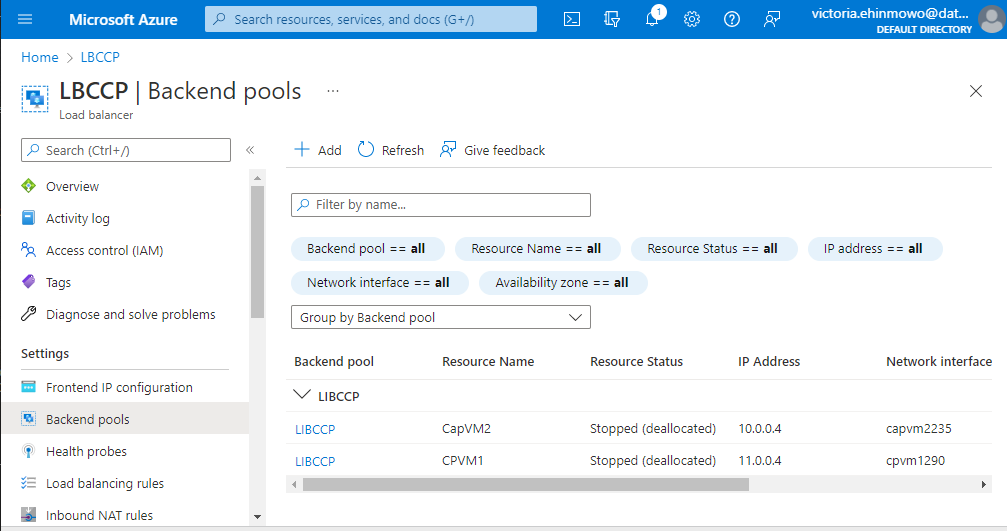 Microsoft Azure
Search resources, services, and docs (G+/)
1
victoria.ehinmowo@dat...
DEFAULT DIRECTORY
Home > LBCCP
LBCCP | Backend pools ...
Load balancer
Search (Ctrl+/)
«
Overview
Activity log
Access control (IAM)
Tags
Diagnose and solve problems
Settings
Frontend IP configuration
Backend pools
Health probes
Load balancing rules
Inbound NAT rules
Add Refresh Give feedback
Filter by name...
Backend pool == all Resource Name == all Resource Status == all IP address == all
Network interface == all Availability zone == all
Group by Backend pool
Backend pool Resource Name Resource Status IP Address Network interface
LIBCCP
LIBCCP CapVM2 Stopped (deallocated) 10.0.0.4 capvm2235
LIBCCP CPVM1 Stopped (deallocated) 11.0.0.4 cpvm1290